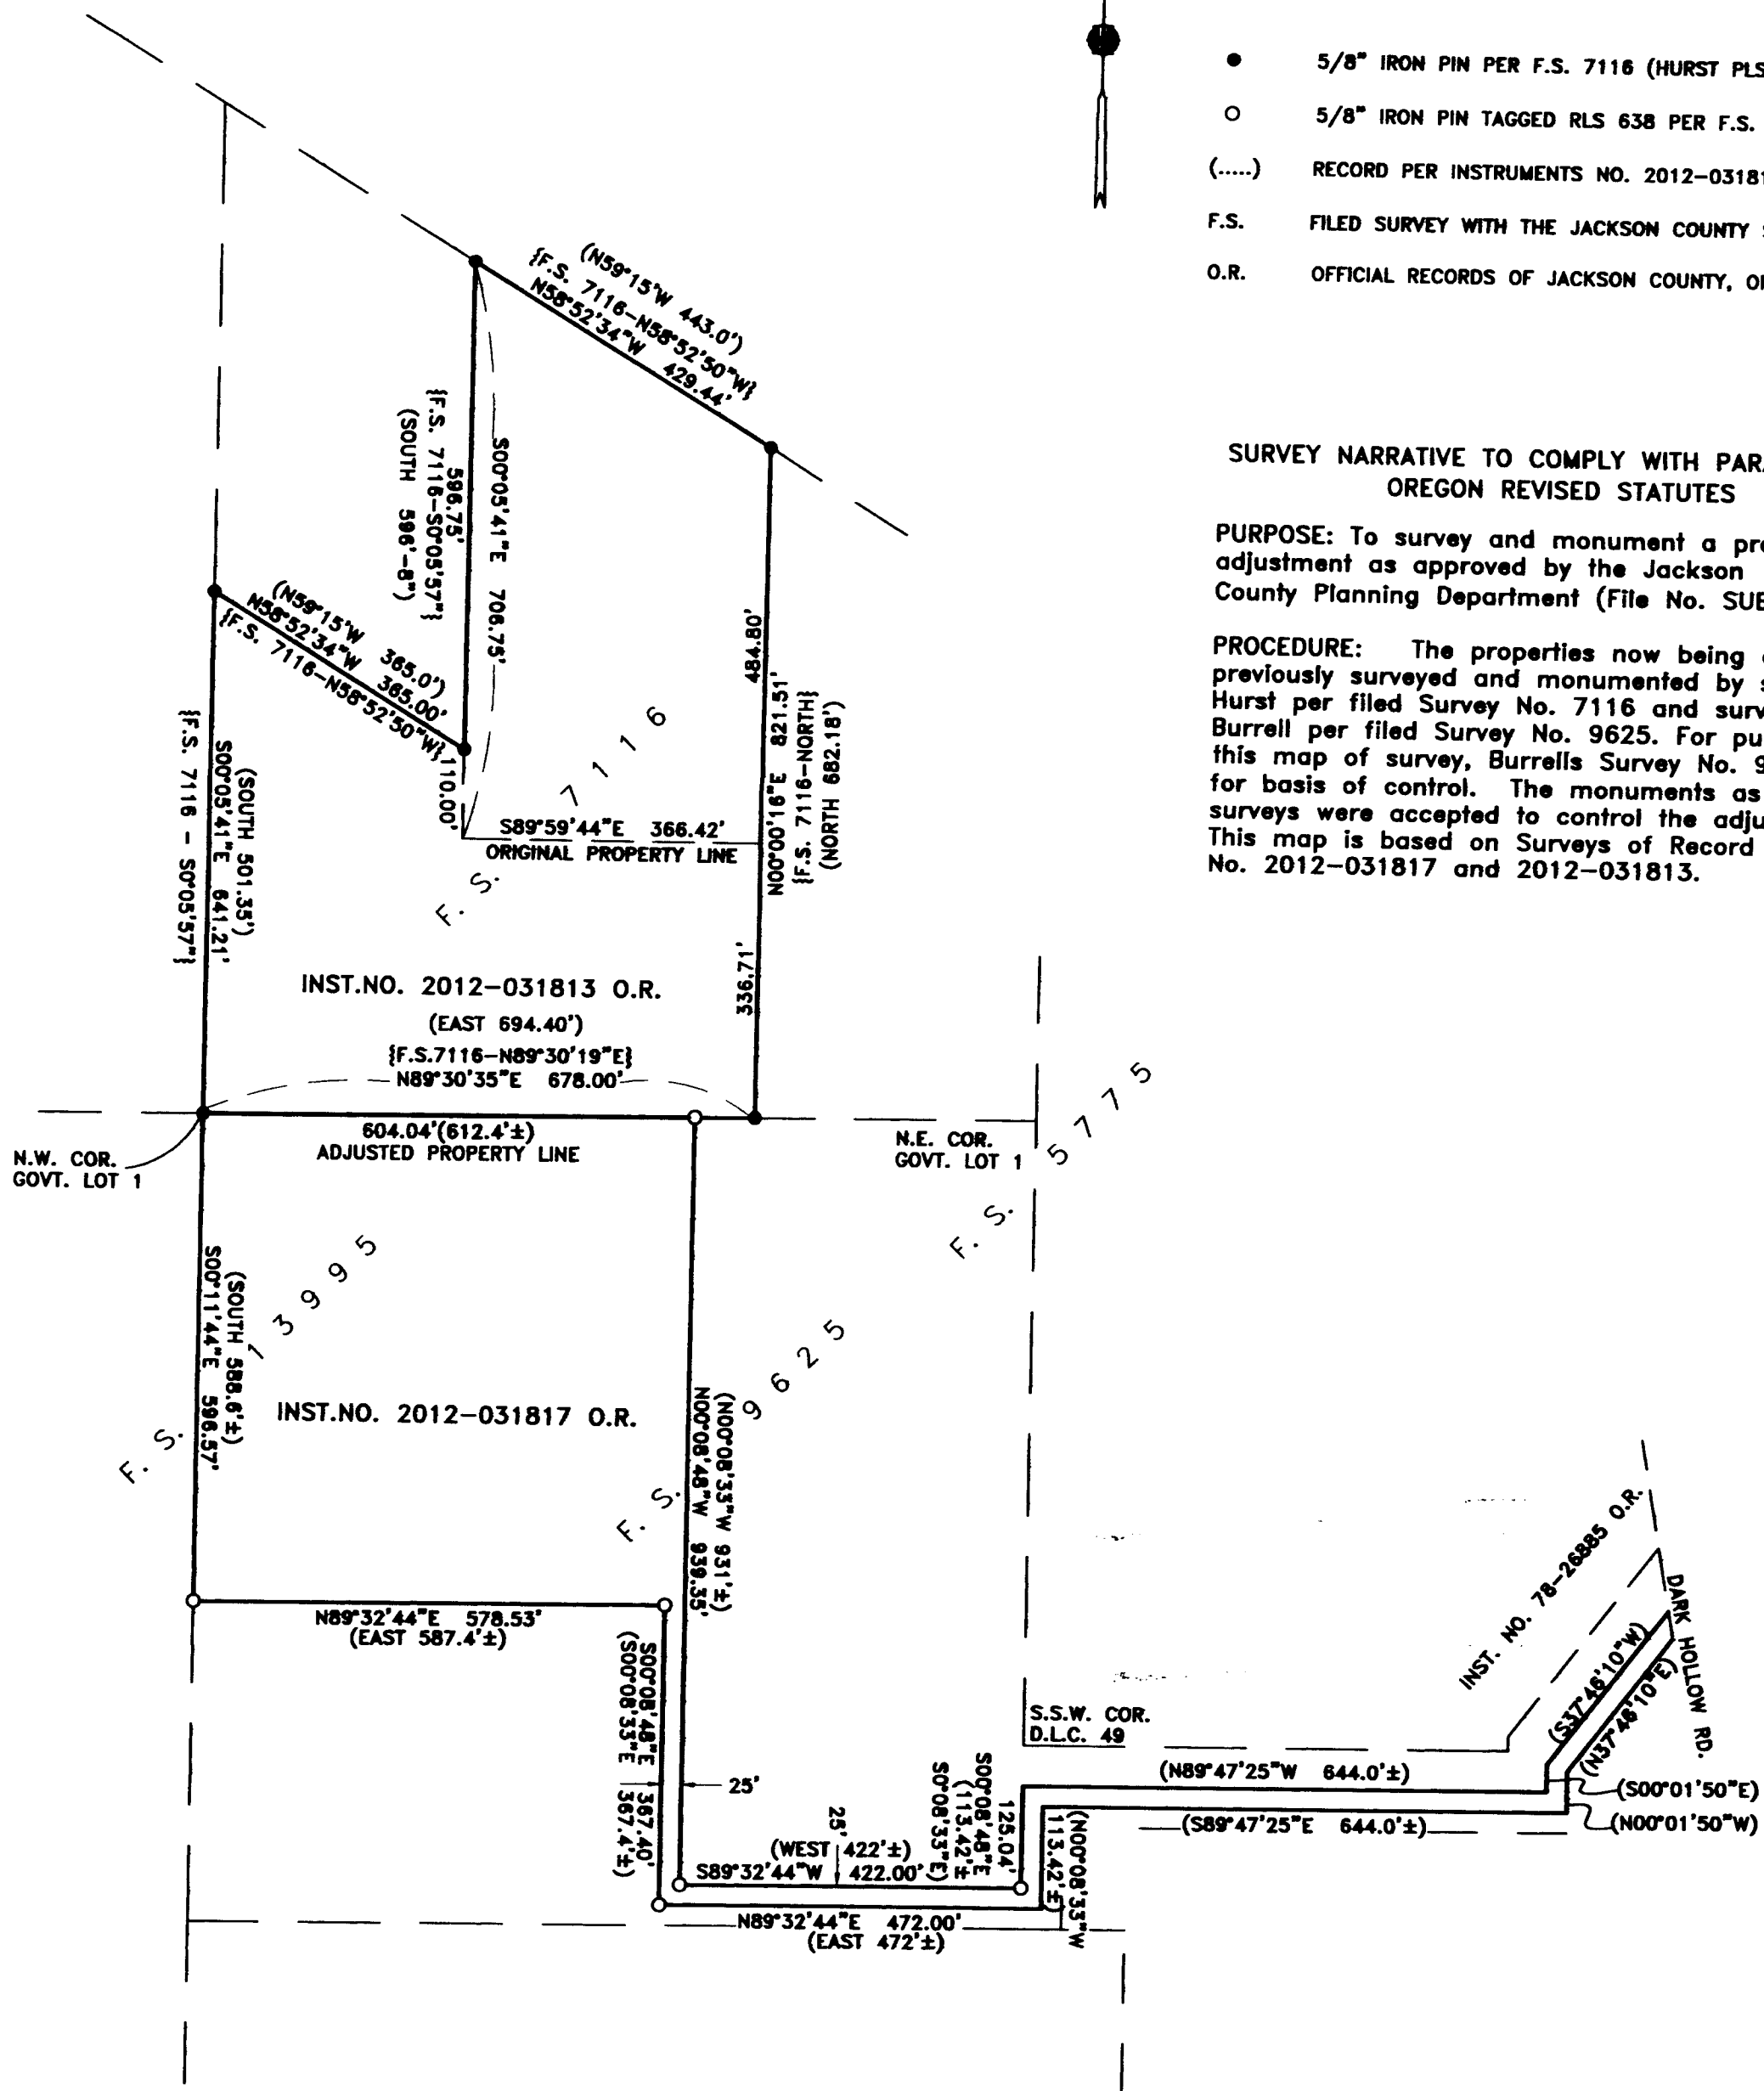 5/8" IRON PIN PER F.S. 7116 (HURST PLS
5/8" IRON PIN TAGGED RLS 638 PER F.S.
(.....) RECORD PER INSTRUMENTS NO. 2012-03181
F.S. FILED SURVEY WITH THE JACKSON COUNTY
O.R. OFFICIAL RECORDS OF JACKSON COUNTY,
SURVEY NARRATIVE TO COMPLY WITH PAR
OREGON REVISED STATUTES
PURPOSE: To survey and monument a pr
adjustment as approved by the Jackson
County Planning Department (File No. SUB
PROCEDURE: The properties now being
previously surveyed and monumented by s
Hurst per filed Survey No. 7116 and surv
Burrell per filed Survey No. 9625. For pu
this map of survey, Burrells Survey No. 9
for basis of control. The monuments as
surveys were accepted to control the adju
This map is based on Surveys of Record
No. 2012-031817 and 2012-031813.
(N59°15'W 443.0')
{F.S. 7116-N58°52'50"W}
N58°52'34"W 429.44'
S00°05'41"E 706.75'
596.75'
{F.S. 7116-S0°05'57"}
(SOUTH 596'-8")
(N59°15'W 365.0')
N58°52'34"W 365.00'
{F.S. 7116-N58°52'50"W}
110.00'
484.80'
N00°00'16"E 821.51'
{F.S. 7116-NORTH}
(NORTH 682.18')
336.71'
S89°59'44"E 366.42'
ORIGINAL PROPERTY LINE
F. S. 7116
(SOUTH 501.35')
S00°05'41"E 641.21'
{F.S. 7116 - S0°05'57"}
INST.NO. 2012-031813 O.R.
(EAST 694.40')
{F.S.7116-N89°30'19"E}
N89°30'35"E 678.00'
604.04'(612.4'±)
ADJUSTED PROPERTY LINE
N.W. COR.
GOVT. LOT 1
N.E. COR.
GOVT. LOT 1
F. S. 5775
F. S. 13995
(SOUTH 588.6'±)
S00°11'44"E 596.57'
INST.NO. 2012-031817 O.R.
F. S. 9625
(N00°08'33"W 931'±)
N00°08'48"W 939.35'
N89°32'44"E 578.53'
(EAST 587.4'±)
S00°08'48"E 367.40'
(S00°08'33"E 367.4'±)
25'
25'
(WEST 422'±)
S89°32'44"W 422.00'
N89°32'44"E 472.00'
(EAST 472'±)
125.04'
S00°08'48"E
(113.42'±
S0°08'33"E)
(N00°08'33"W
113.42'±)
S.S.W. COR.
D.L.C. 49
(N89°47'25"W 644.0'±)
(S89°47'25"E 644.0'±)
INST. NO. 78-26885 O.R.
DARK HOLLOW RD.
(S37°46'10"W)
(N37°46'10"E)
(S00°01'50"E)
(N00°01'50"W)